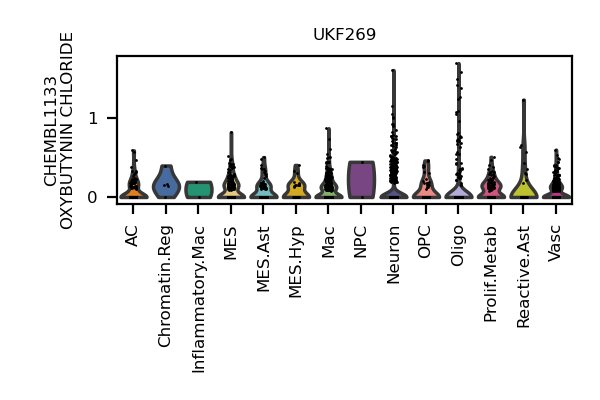 UKF269
CHEMBL1133
OXYBUTYNIN CHLORIDE
1
0
AC
Chromatin.Reg
Inflammatory.Mac
MES
MES.Ast
MES.Hyp
Mac
NPC
Neuron
OPC
Oligo
Prolif.Metab
Reactive.Ast
Vasc